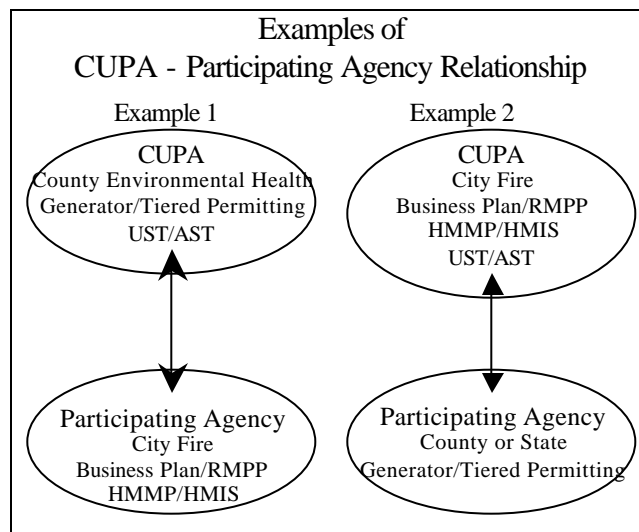 Examples of
CUPA - Participating Agency Relationship
Example 1
CUPA
County Environmental Health
Generator/Tiered Permitting
UST/AST
Participating Agency
City Fire
Business Plan/RMPP
HMMP/HMIS
Example 2
CUPA
City Fire
Business Plan/RMPP
HMMP/HMIS
UST/AST
Participating Agency
County or State
Generator/Tiered Permitting